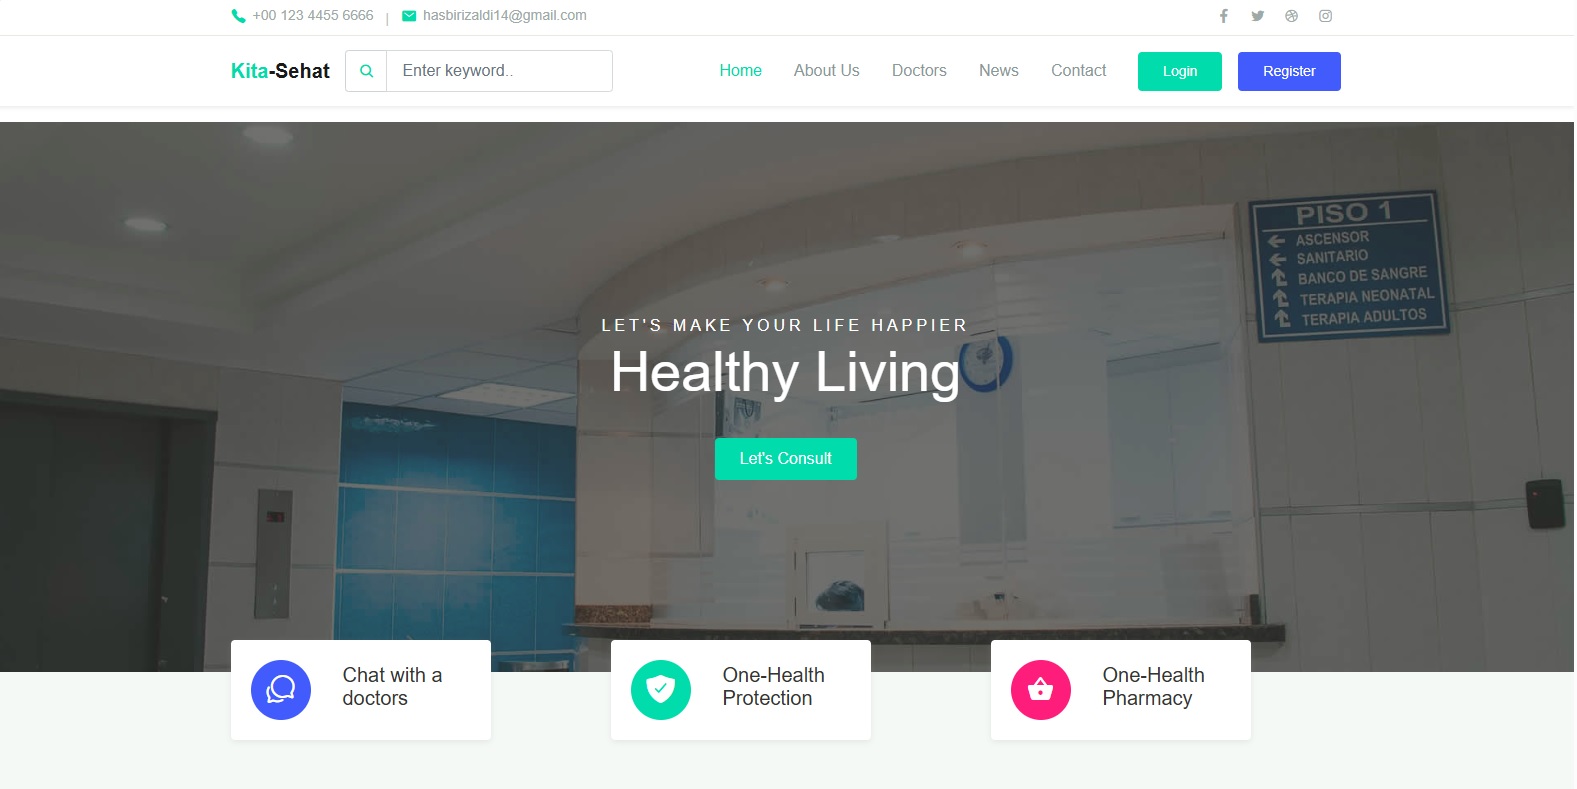 +00 123 4455 6666 | hasbirizaldi14@gmail.com
Kita-Sehat
Enter keyword..
Home
About Us
Doctors
News
Contact
Login
Register
PISO 1
ASCENSOR
SANITARIO
BANCO DE SANGRE
TERAPIA NEONATAL
TERAPIA ADULTOS
LET'S MAKE YOUR LIFE HAPPIER
Healthy Living
Let's Consult
Chat with a
doctors
One-Health
Protection
One-Health
Pharmacy